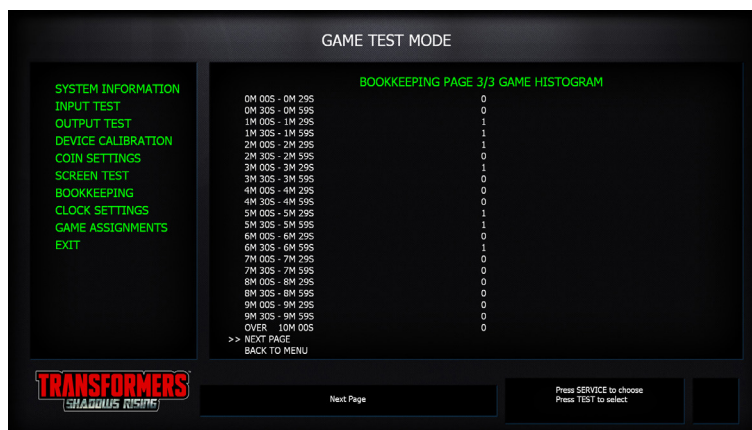 GAME TEST MODE
SYSTEM INFORMATION
INPUT TEST
OUTPUT TEST
DEVICE CALIBRATION
COIN SETTINGS
SCREEN TEST
BOOKKEEPING
CLOCK SETTINGS
GAME ASSIGNMENTS
EXIT
BOOKKEEPING PAGE 3/3 GAME HISTOGRAM
0M 00S - 0M 29S 0
0M 30S - 0M 59S 0
1M 00S - 1M 29S 1
1M 30S - 1M 59S 1
2M 00S - 2M 29S 1
2M 30S - 2M 59S 0
3M 00S - 3M 29S 1
3M 30S - 3M 59S 0
4M 00S - 4M 29S 0
4M 30S - 4M 59S 0
5M 00S - 5M 29S 1
5M 30S - 5M 59S 1
6M 00S - 6M 29S 0
6M 30S - 6M 59S 1
7M 00S - 7M 29S 0
7M 30S - 7M 59S 0
8M 00S - 8M 29S 0
8M 30S - 8M 59S 0
9M 00S - 9M 29S 0
9M 30S - 9M 59S 0
OVER 10M 00S 0
>> NEXT PAGE
BACK TO MENU
TRANSFORMERS
SHADOWS RISING
Next Page
Press SERVICE to choose
Press TEST to select